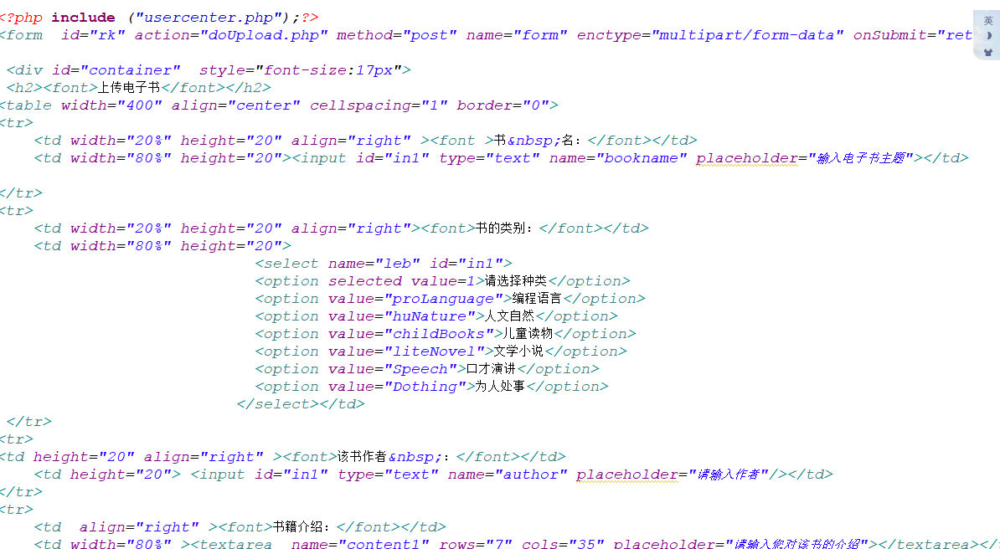 <?php include ("usercenter.php");?>
<form  id="rk" action="doUpload.php" method="post" name="form" enctype="multipart/form-data" onSubmit="ret
英
<div id="container"  style="font-size:17px">
<h2><font>上传电子书</font></h2>
<table width="400" align="center" cellspacing="1" border="0">
<tr>
<td width="20%" height="20" align="right" ><font >书&nbsp;名：</font></td>
<td width="80%" height="20"><input id="in1" type="text" name="bookname" placeholder="输入电子书主题"></td>
</tr>
<tr>
<td width="20%" height="20" align="right"><font>书的类别：</font></td>
<td width="80%" height="20">
<select name="leb" id="in1">
<option selected value=1>请选择种类</option>
<option value="proLanguage">编程语言</option>
<option value="huNature">人文自然</option>
<option value="childBooks">儿童读物</option>
<option value="liteNovel">文学小说</option>
<option value="Speech">口才演讲</option>
<option value="Dothing">为人处事</option>
</select></td>
</tr>
<tr>
<td height="20" align="right" ><font>该书作者&nbsp;：</font></td>
<td height="20"> <input id="in1" type="text" name="author" placeholder="请输入作者"/></td>
</tr>
<tr>
<td  align="right" ><font>书籍介绍：</font></td>
<td width="80%" ><textarea  name="content1" rows="7" cols="35" placeholder="请输入您对该书的介绍"></textarea></t